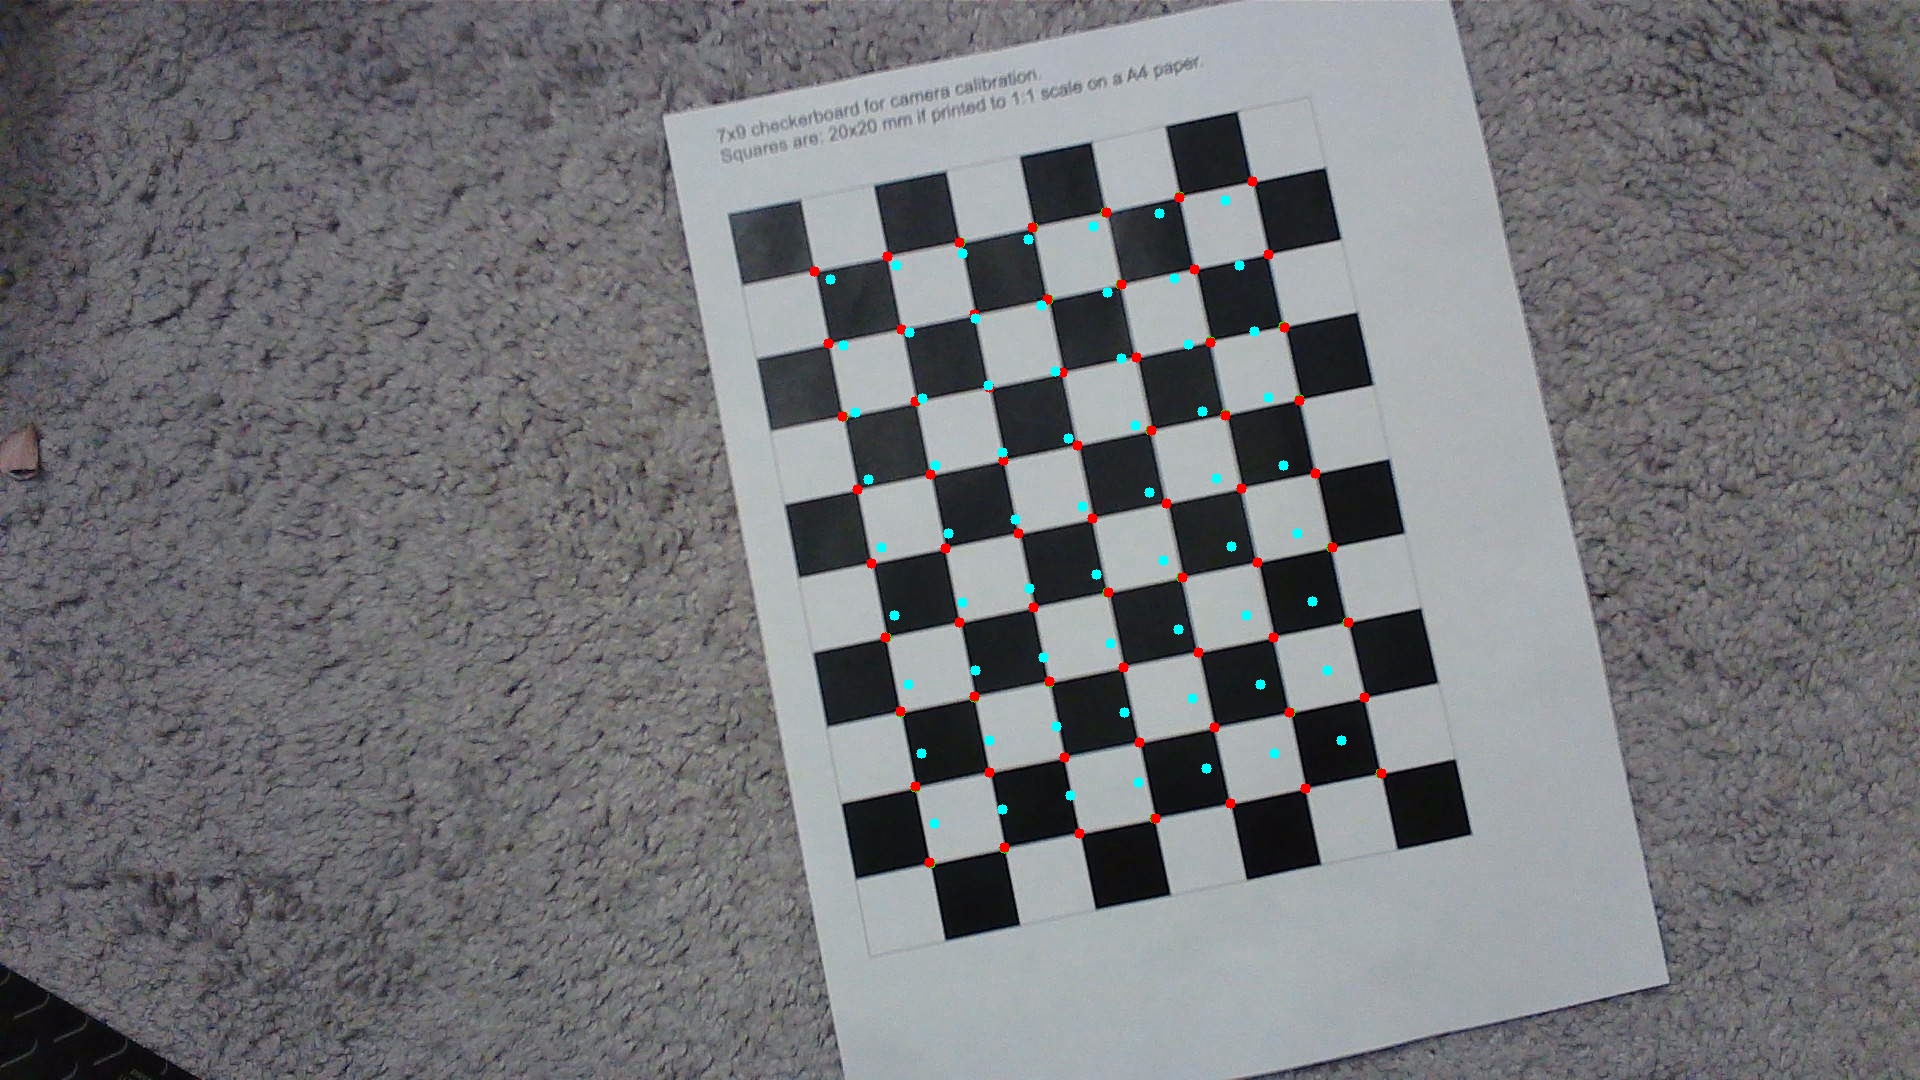 7x9 checkerboard for camera calibration.
Squares are: 20x20 mm if printed to 1:1 scale on a A4 paper.